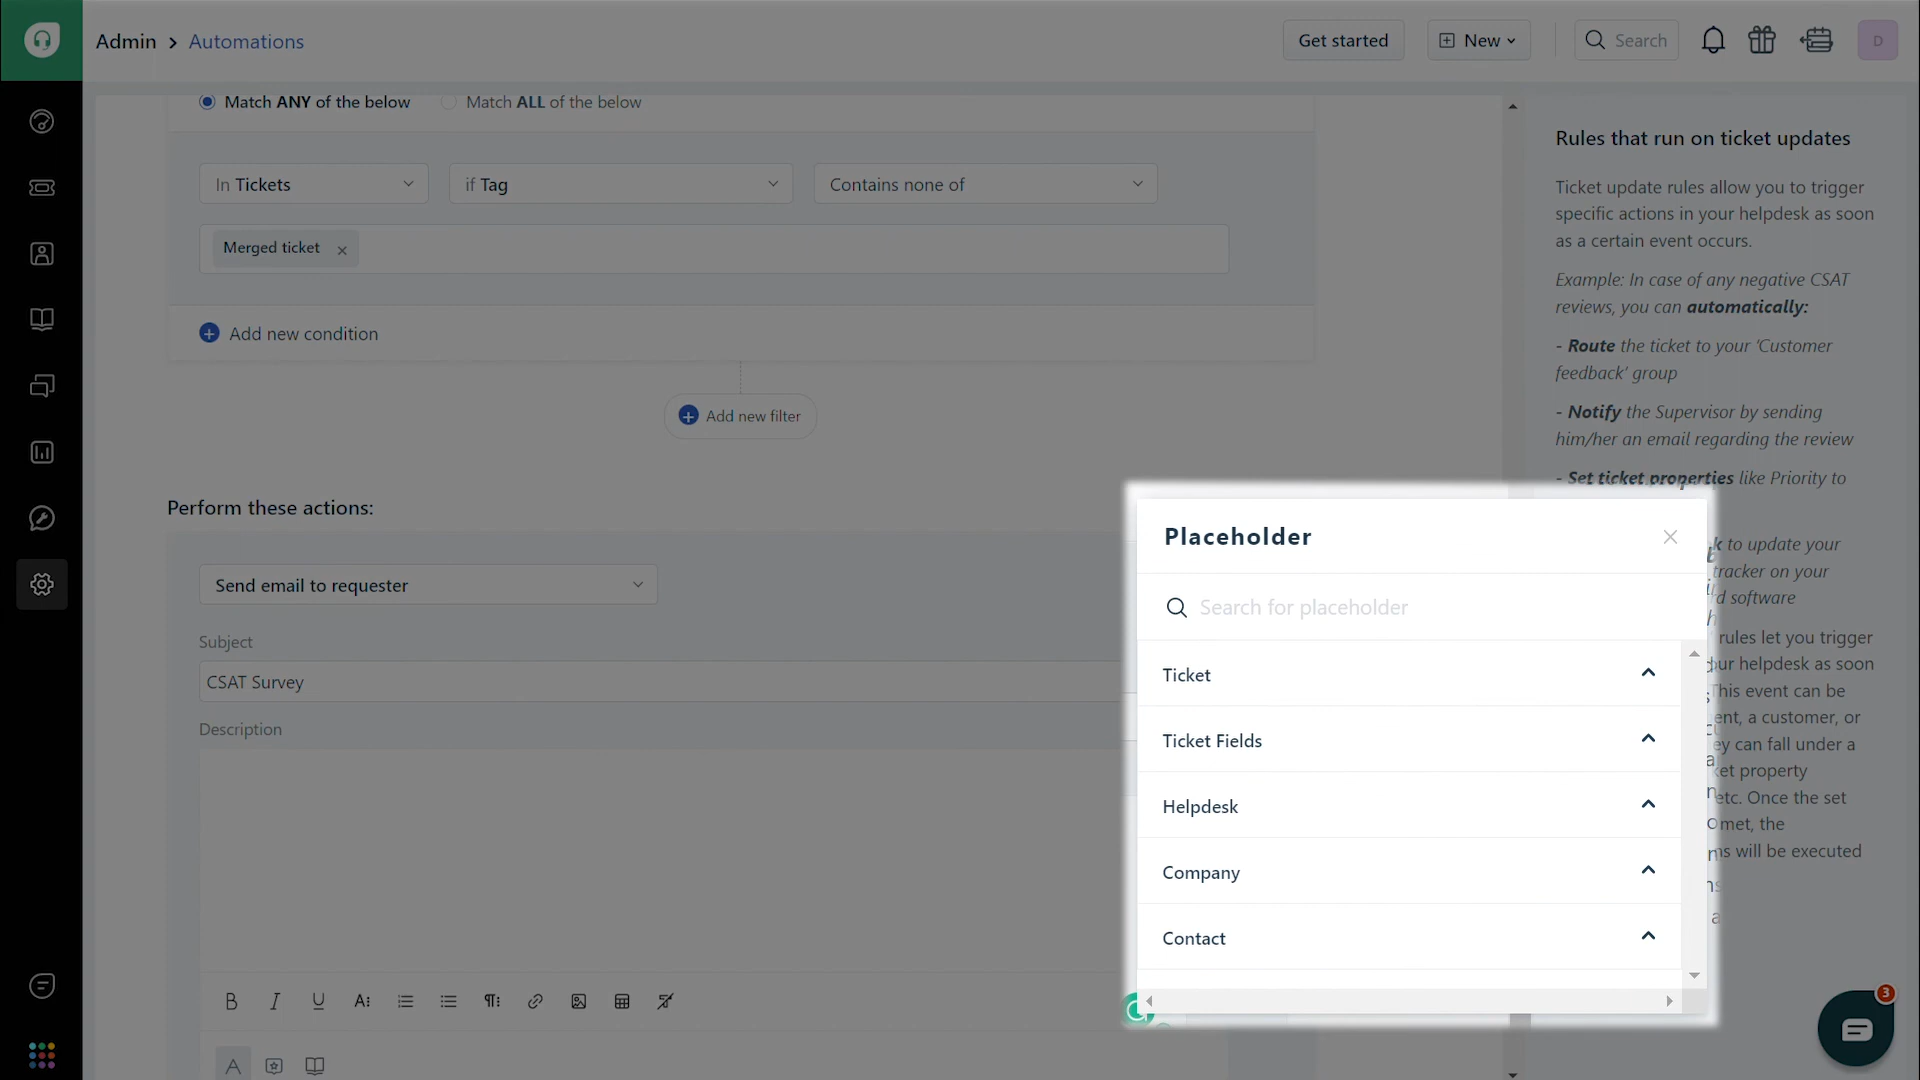 Admin > Automations
Get started
New
Search
D
Match ANY of the below
Match ALL of the below
In Tickets
if Tag
Contains none of
Merged ticket ×
Add new condition
Add new filter
Perform these actions:
Send email to requester
Subject
CSAT Survey
Description
Placeholder
Search for placeholder
Ticket
Ticket Fields
Helpdesk
Company
Contact
Rules that run on ticket updates
Ticket update rules allow you to trigger
specific actions in your helpdesk as soon
as a certain event occurs.
Example: In case of any negative CSAT
reviews, you can automatically:
- Route the ticket to your 'Customer
feedback' group
- Notify the Supervisor by sending
him/her an email regarding the review
- Set ticket properties like Priority to
to update your
tracker on your
software
rules let you trigger
helpdesk as soon
This event can be
a customer, or
can fall under a
property
etc. Once the set
met, the
will be executed
3